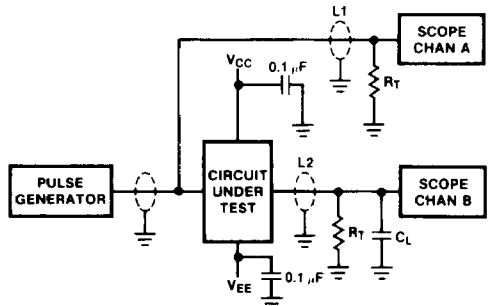 L1
SCOPE
CHAN A
VCC
0.1 μF
RT
L2
PULSE
GENERATOR
CIRCUIT
UNDER
TEST
SCOPE
CHAN B
RT
CL
VEE
0.1 μF